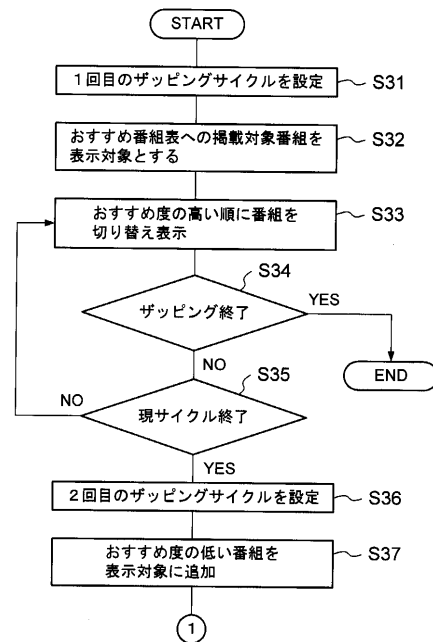 START
1回目のザッピングサイクルを設定
S31
おすすめ番組表への掲載対象番組を
表示対象とする
S32
おすすめ度の高い順に番組を
切り替え表示
S33
S34
ザッピング終了
YES
END
NO
S35
現サイクル終了
NO
YES
2回目のザッピングサイクルを設定
S36
おすすめ度の低い番組を
表示対象に追加
S37
1